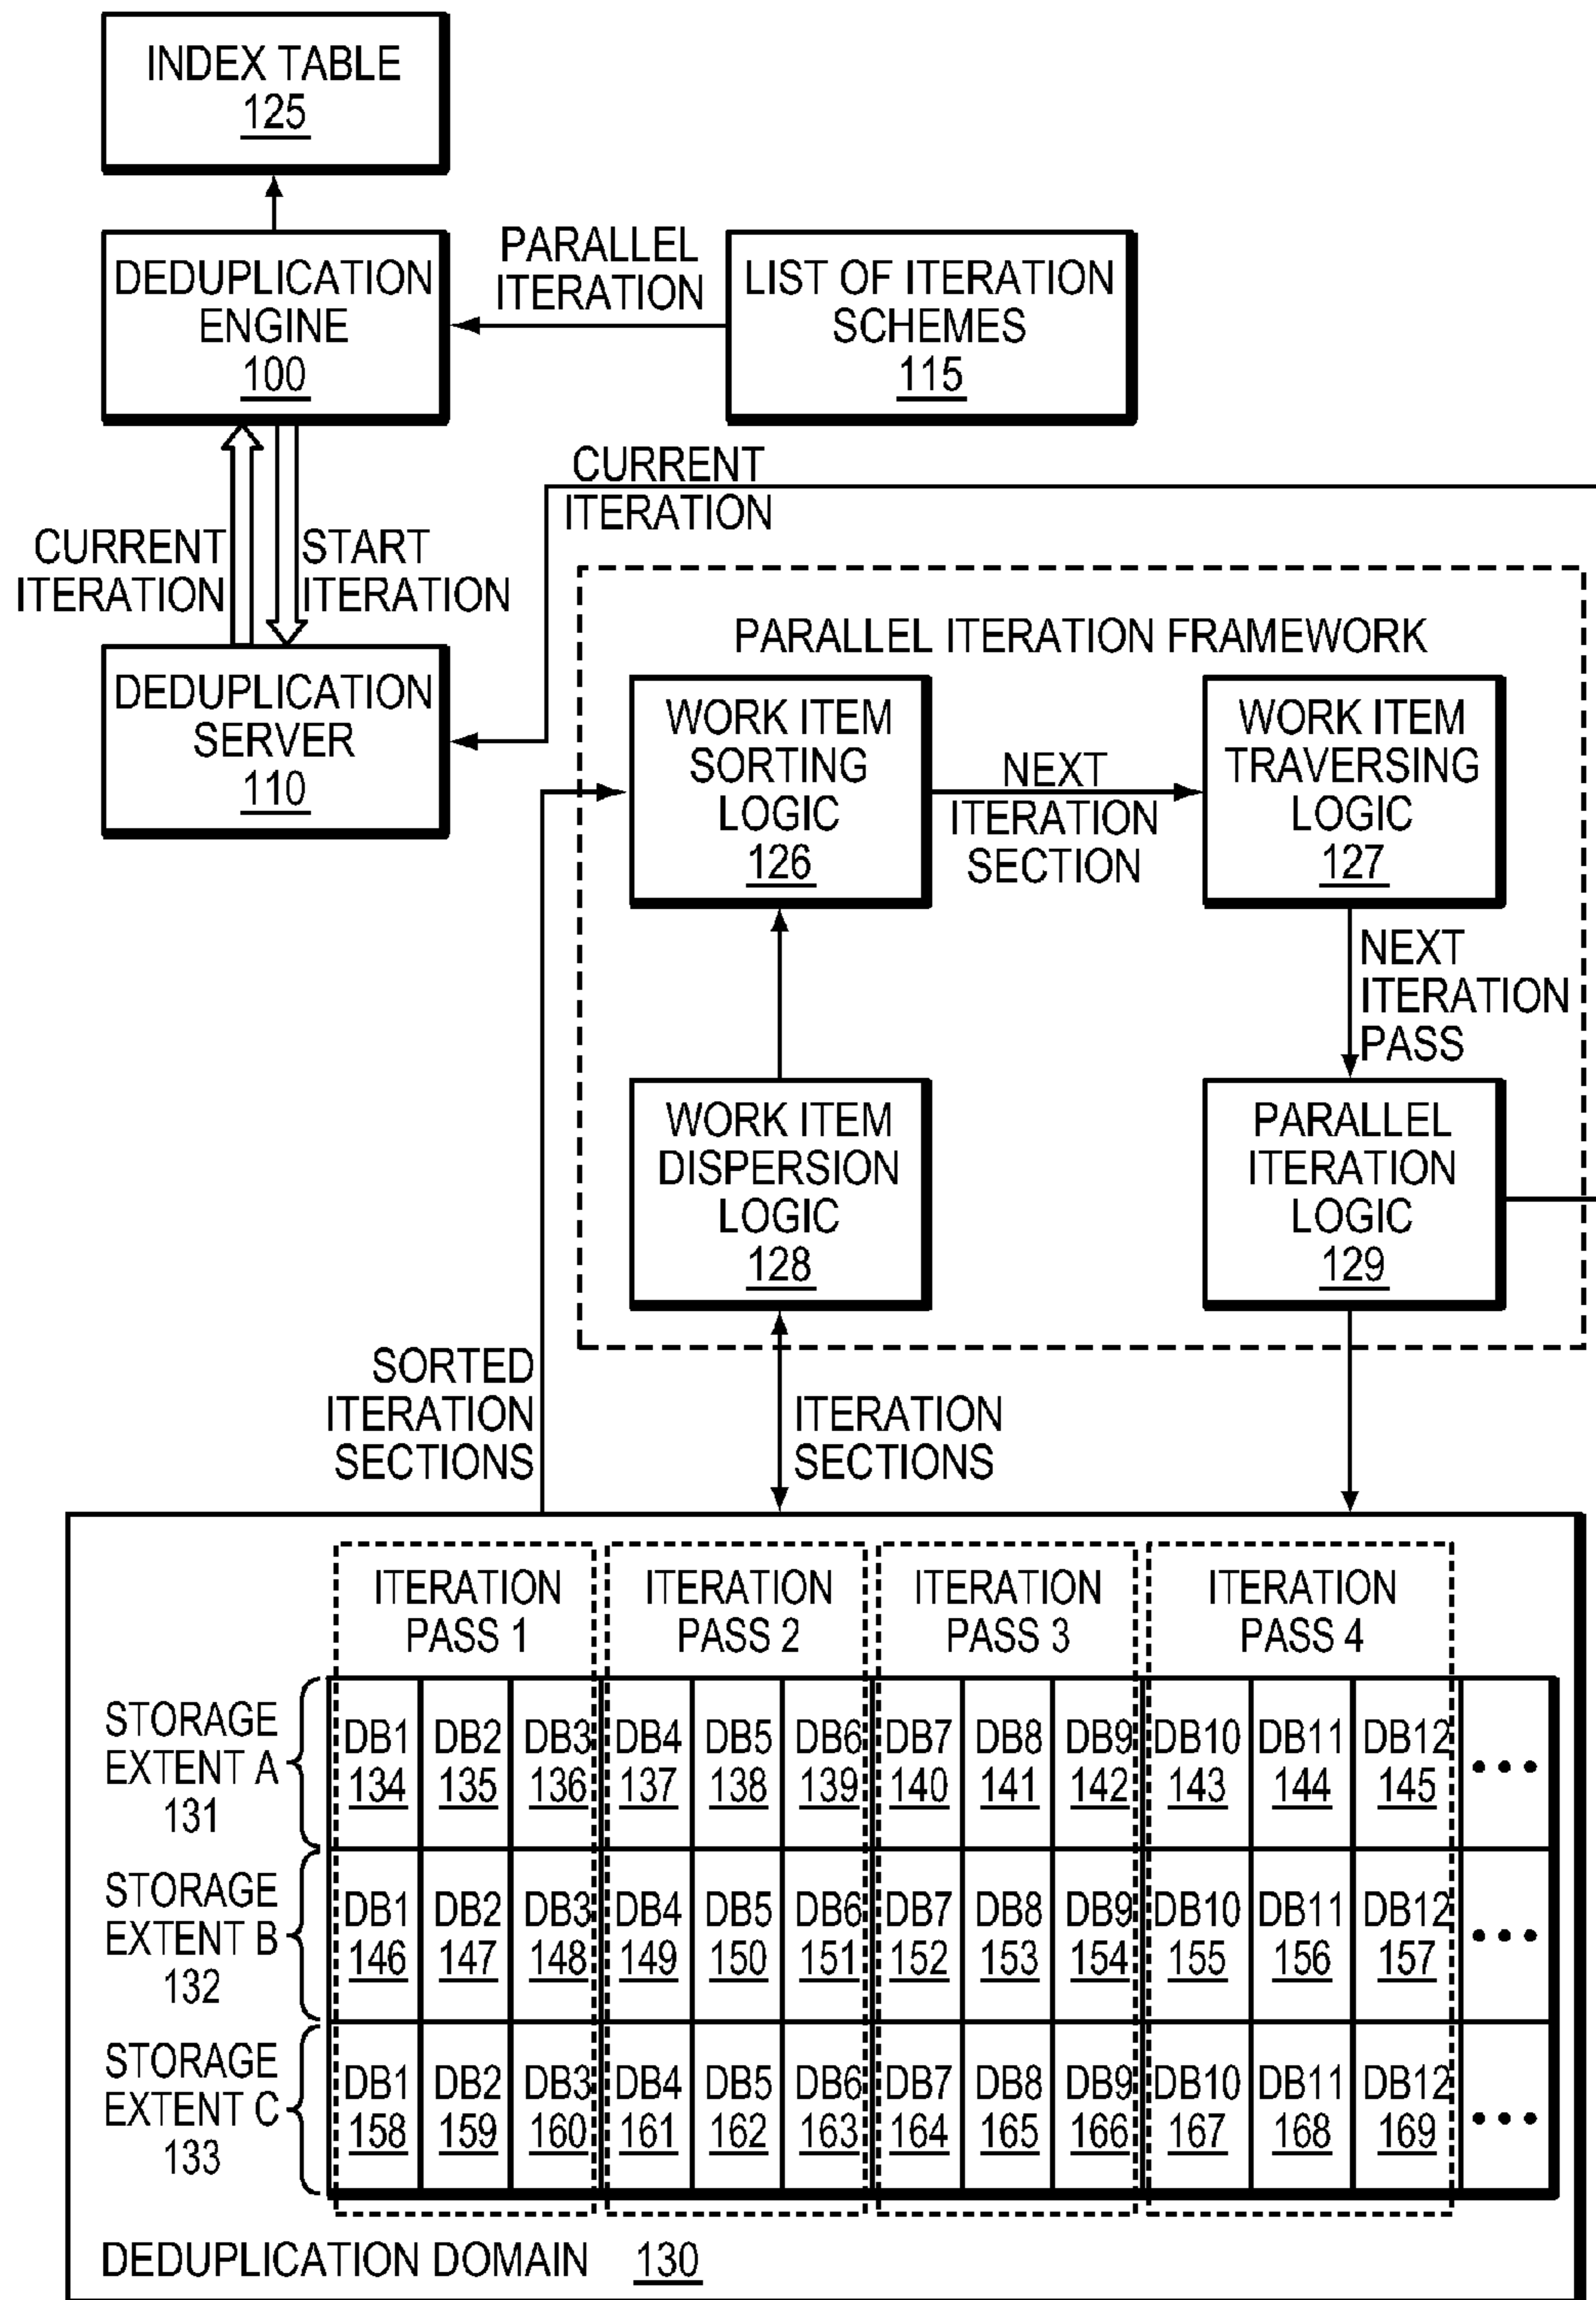 INDEX TABLE
125
DEDUPLICATION
ENGINE
100
PARALLEL
ITERATION
LIST OF ITERATION
SCHEMES
115
CURRENT
ITERATION
START
ITERATION
CURRENT
ITERATION
DEDUPLICATION
SERVER
110
PARALLEL ITERATION FRAMEWORK
WORK ITEM
SORTING
LOGIC
126
NEXT
ITERATION
SECTION
WORK ITEM
TRAVERSING
LOGIC
127
NEXT
ITERATION
PASS
WORK ITEM
DISPERSION
LOGIC
128
PARALLEL
ITERATION
LOGIC
129
SORTED
ITERATION
SECTIONS
ITERATION
SECTIONS
ITERATION
PASS 1
ITERATION
PASS 2
ITERATION
PASS 3
ITERATION
PASS 4
STORAGE
EXTENT A
131
DB1 DB2 DB3 DB4 DB5 DB6 DB7 DB8 DB9 DB10 DB11 DB12
134 135 136 137 138 139 140 141 142 143 144 145
STORAGE
EXTENT B
132
DB1 DB2 DB3 DB4 DB5 DB6 DB7 DB8 DB9 DB10 DB11 DB12
146 147 148 149 150 151 152 153 154 155 156 157
STORAGE
EXTENT C
133
DB1 DB2 DB3 DB4 DB5 DB6 DB7 DB8 DB9 DB10 DB11 DB12
158 159 160 161 162 163 164 165 166 167 168 169
DEDUPLICATION DOMAIN 130